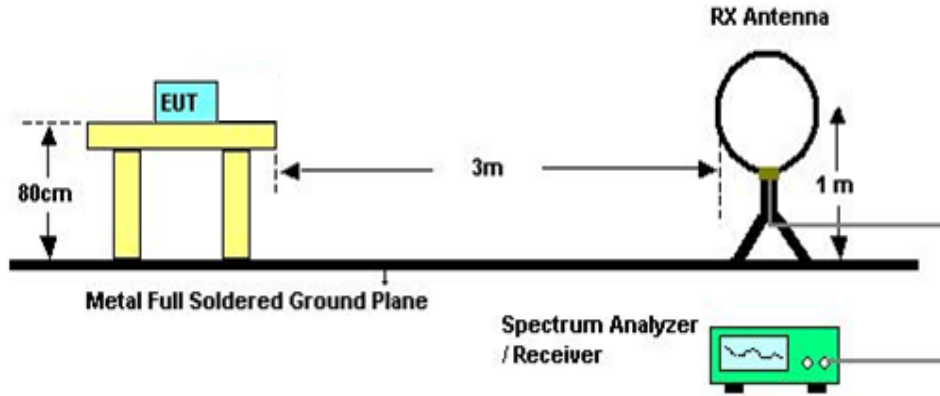 RX Antenna
EUT
3m
80cm
1 m
Metal Full Soldered Ground Plane
Spectrum Analyzer
/ Receiver